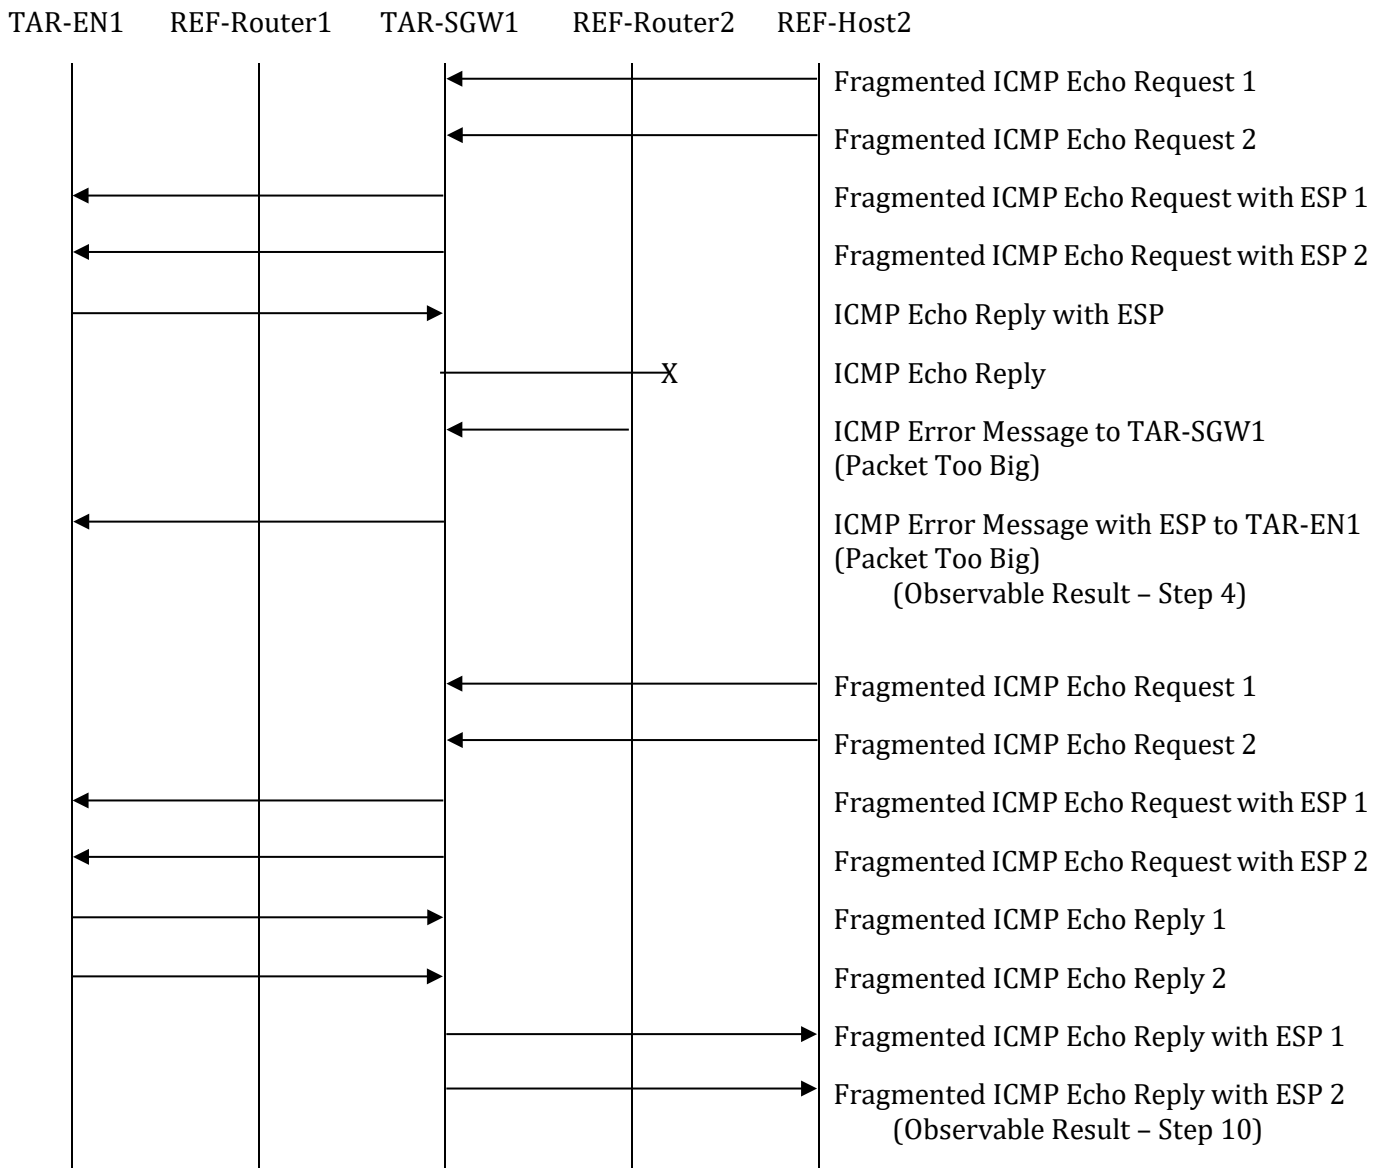 TAR-EN1 REF-Router1 TAR-SGW1 REF-Router2 REF-Host2
Fragmented ICMP Echo Request 1
Fragmented ICMP Echo Request 2
Fragmented ICMP Echo Request with ESP 1
Fragmented ICMP Echo Request with ESP 2
ICMP Echo Reply with ESP
X ICMP Echo Reply
ICMP Error Message to TAR-SGW1
(Packet Too Big)
ICMP Error Message with ESP to TAR-EN1
(Packet Too Big)
(Observable Result – Step 4)
Fragmented ICMP Echo Request 1
Fragmented ICMP Echo Request 2
Fragmented ICMP Echo Request with ESP 1
Fragmented ICMP Echo Request with ESP 2
Fragmented ICMP Echo Reply 1
Fragmented ICMP Echo Reply 2
Fragmented ICMP Echo Reply with ESP 1
Fragmented ICMP Echo Reply with ESP 2
(Observable Result – Step 10)